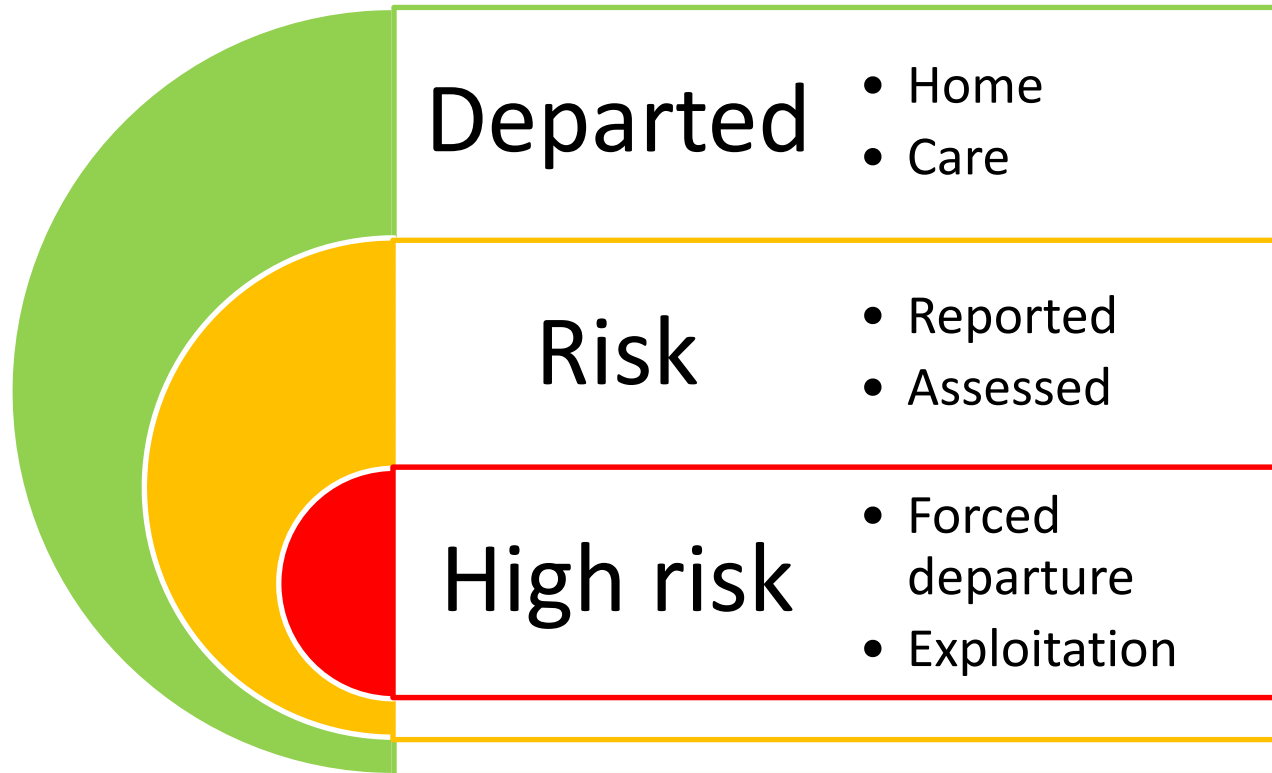 Departed
• Home
• Care
Risk
• Reported
• Assessed
High risk
• Forced
departure
• Exploitation